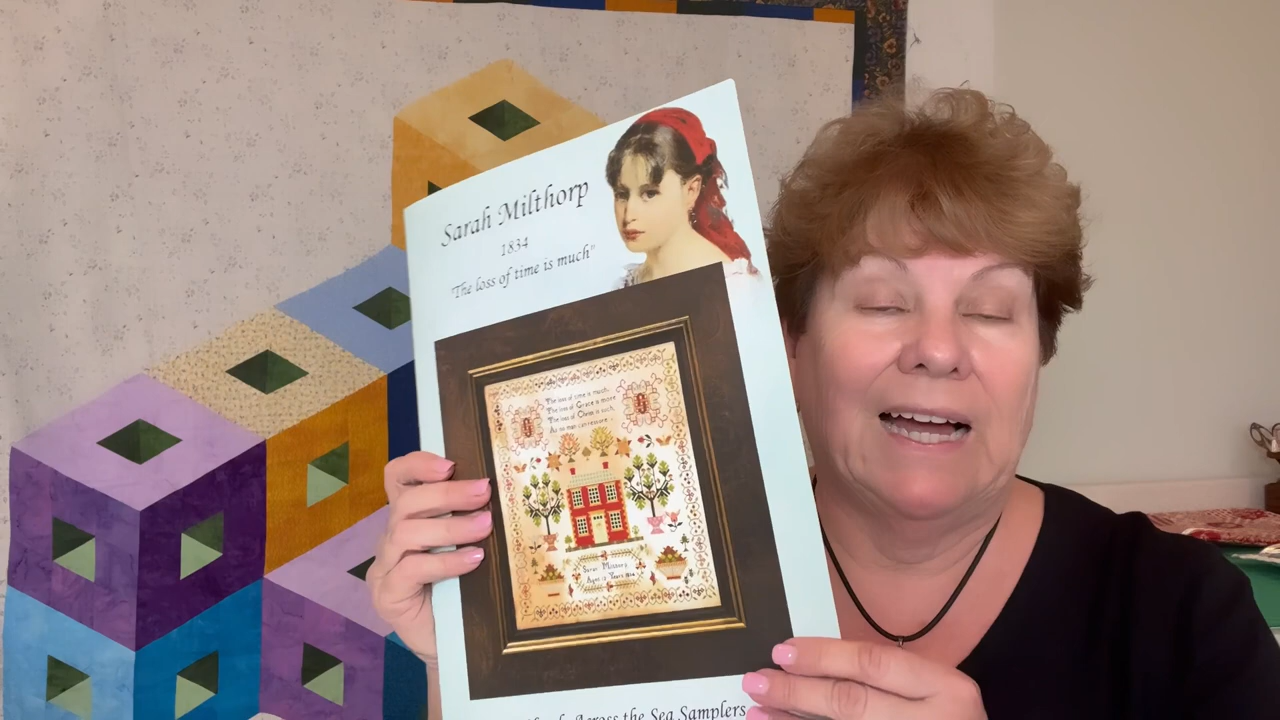 Sarah Milthorp
1834
"The loss of time is much"
The loss of time is much,
The loss of Grace is more
The loss of Christ is such,
As no man can restore
Sarah Milthorp
Aged 13 Years 1834
Across the Sea Samplers